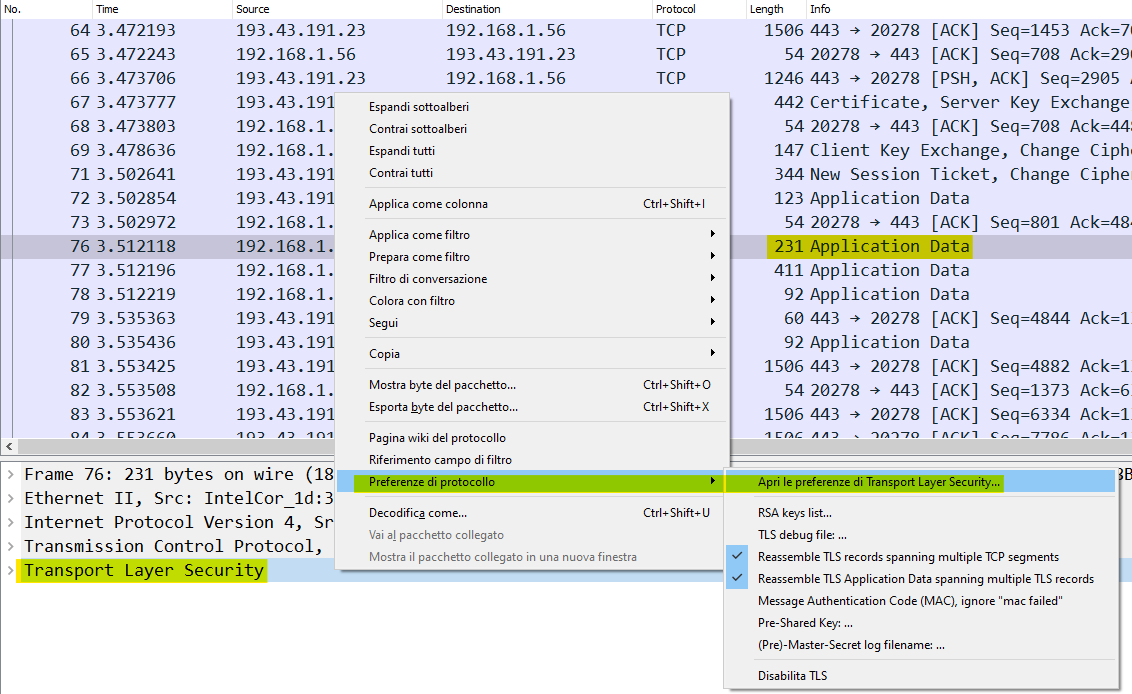 No. Time Source Destination Protocol Length Info
64 3.472193 193.43.191.23 192.168.1.56 TCP 1506 443 → 20278 [ACK] Seq=1453 Ack=70
65 3.472243 192.168.1.56 193.43.191.23 TCP 54 20278 → 443 [ACK] Seq=708 Ack=290
66 3.473706 193.43.191.23 192.168.1.56 TCP 1246 443 → 20278 [PSH, ACK] Seq=2905 A
67 3.473777 193.43.191 442 Certificate, Server Key Exchange
68 3.473803 192.168.1. 54 20278 → 443 [ACK] Seq=708 Ack=448
69 3.478636 192.168.1. 147 Client Key Exchange, Change Ciph
71 3.502641 193.43.191 344 New Session Ticket, Change Cipher
72 3.502854 192.168.1. 123 Application Data
73 3.502972 192.168.1. 54 20278 → 443 [ACK] Seq=801 Ack=484
76 3.512118 192.168.1. 231 Application Data
77 3.512196 192.168.1. 411 Application Data
78 3.512219 192.168.1. 92 Application Data
79 3.535363 193.43.191 60 443 → 20278 [ACK] Seq=4844 Ack=1
80 3.535436 193.43.191 92 Application Data
81 3.553425 193.43.191 1506 443 → 20278 [ACK] Seq=4882 Ack=1
82 3.553508 192.168.1. 54 20278 → 443 [ACK] Seq=1373 Ack=6
83 3.553621 193.43.191 1506 443 → 20278 [ACK] Seq=6334 Ack=1
84 3.553660 193.43.191 1506 443 → 20278 [ACK] Seq=7786 Ack=1
Espandi sottoalberi
Contrai sottoalberi
Espandi tutti
Contrai tutti
Applica come colonna Ctrl+Shift+I
Applica come filtro
Prepara come filtro
Filtro di conversazione
Colora con filtro
Segui
Copia
Mostra byte del pacchetto... Ctrl+Shift+O
Esporta byte del pacchetto... Ctrl+Shift+X
Pagina wiki del protocollo
Riferimento campo di filtro
Preferenze di protocollo
Decodifica come... Ctrl+Shift+U
Vai al pacchetto collegato
Mostra il pacchetto collegato in una nuova finestra
Apri le preferenze di Transport Layer Security...
RSA keys list...
TLS debug file: ...
Reassemble TLS records spanning multiple TCP segments
Reassemble TLS Application Data spanning multiple TLS records
Message Authentication Code (MAC), ignore "mac failed"
Pre-Shared Key: ...
(Pre)-Master-Secret log filename: ...
Disabilita TLS
Frame 76: 231 bytes on wire (18
Ethernet II, Src: IntelCor_1d:3
Internet Protocol Version 4, Sr
Transmission Control Protocol,
Transport Layer Security